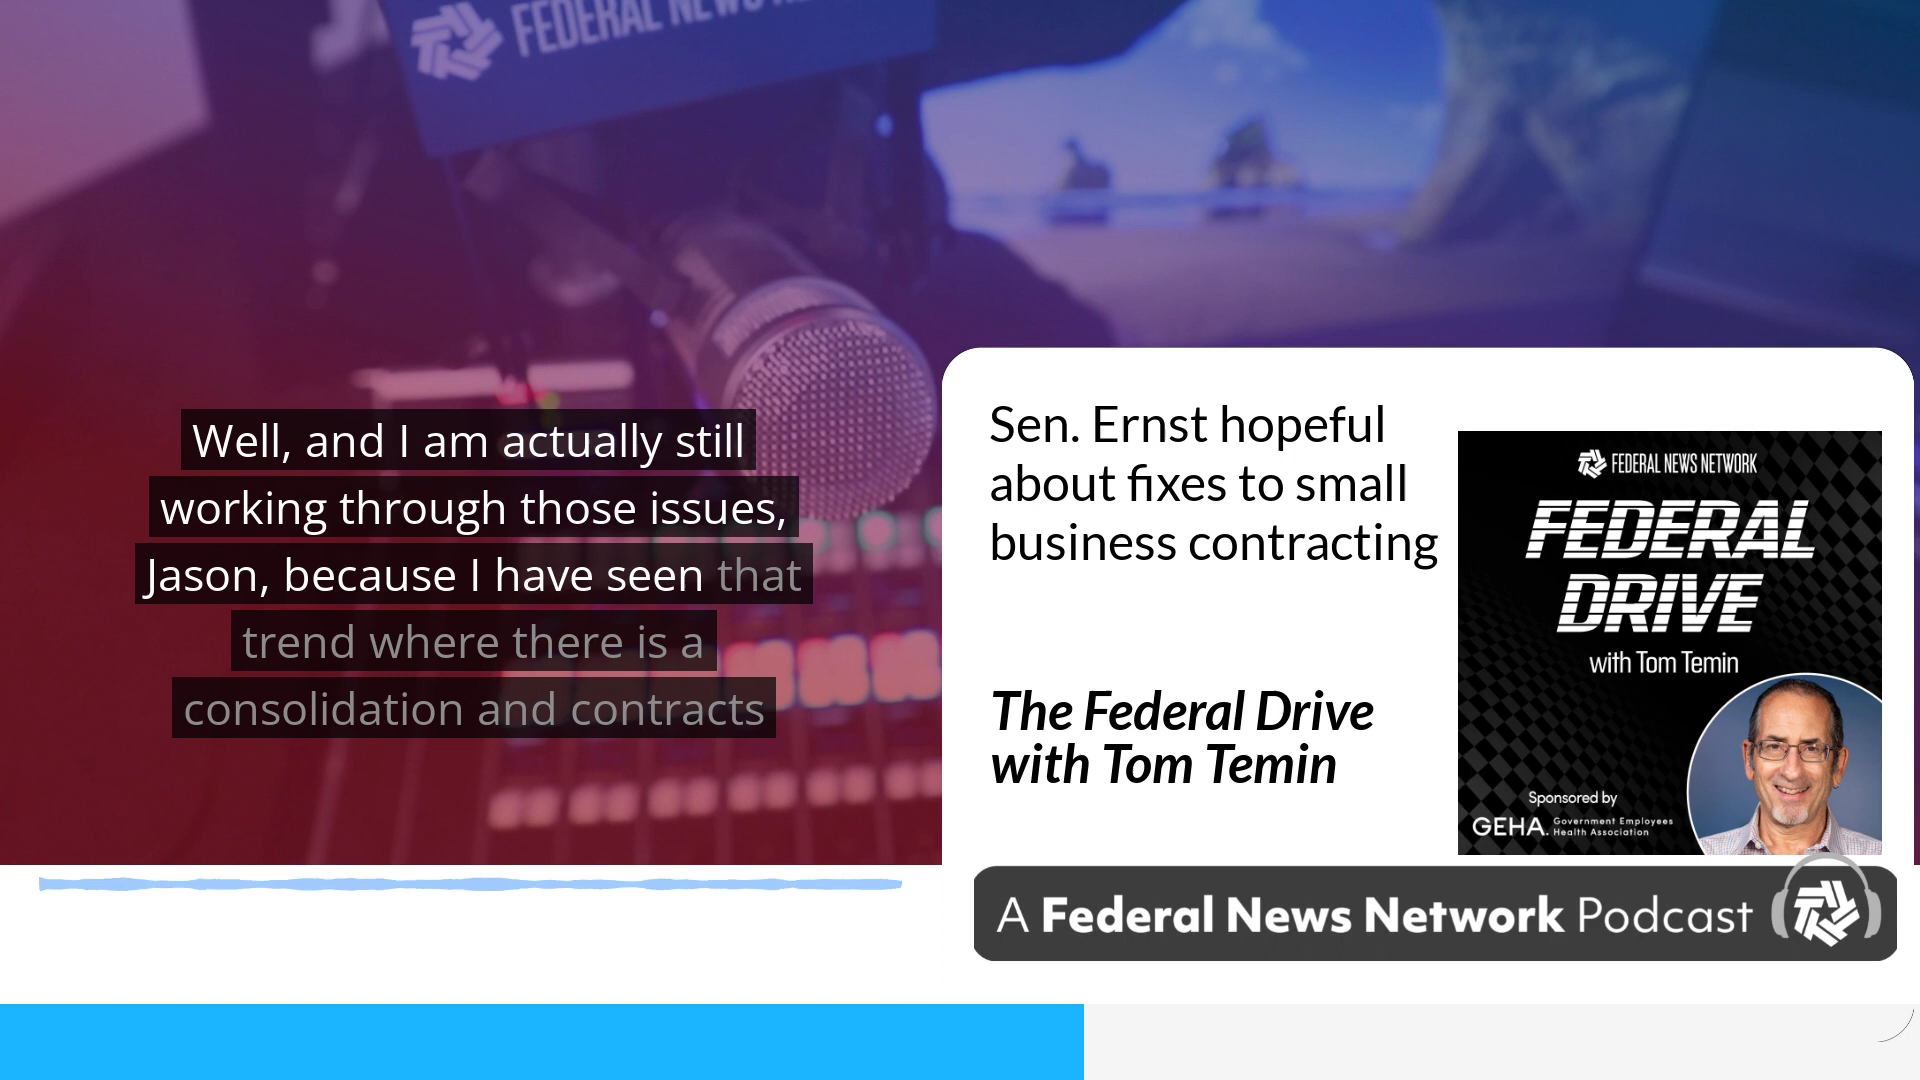 FEDERAL NEWS
Well, and I am actually still
working through those issues,
Jason, because I have seen that
trend where there is a
consolidation and contracts
Sen. Ernst hopeful
about fixes to small
business contracting
The Federal Drive
with Tom Temin
FEDERAL NEWS NETWORK
FEDERAL
DRIVE
with Tom Temin
Sponsored by
GEHA. Government Employees
Health Association
A Federal News Network Podcast